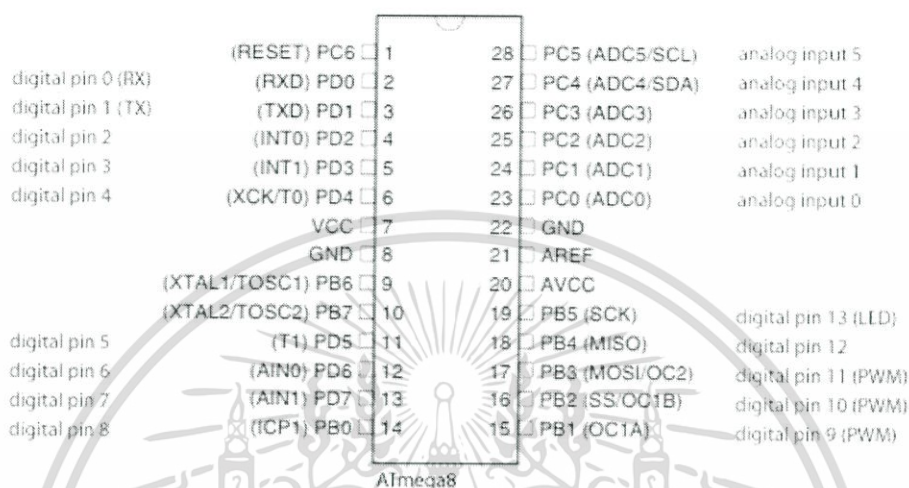 (RESET) PC6 1 28 PC5 (ADC5/SCL) analog input 5
digital pin 0 (RX) (RXD) PD0 2 27 PC4 (ADC4/SDA) analog input 4
digital pin 1 (TX) (TXD) PD1 3 26 PC3 (ADC3) analog input 3
digital pin 2 (INT0) PD2 4 25 PC2 (ADC2) analog input 2
digital pin 3 (INT1) PD3 5 24 PC1 (ADC1) analog input 1
digital pin 4 (XCK/T0) PD4 6 23 PC0 (ADC0) analog input 0
VCC 7 22 GND
GND 8 21 AREF
(XTAL1/TOSC1) PB6 9 20 AVCC
(XTAL2/TOSC2) PB7 10 19 PB5 (SCK) digital pin 13 (LED)
digital pin 5 (T1) PD5 11 18 PB4 (MISO) digital pin 12
digital pin 6 (AIN0) PD6 12 17 PB3 (MOSI/OC2) digital pin 11 (PWM)
digital pin 7 (AIN1) PD7 13 16 PB2 (SS/OC1B) digital pin 10 (PWM)
digital pin 8 (ICP1) PB0 14 15 PB1 (OC1A) digital pin 9 (PWM)
ATmega8